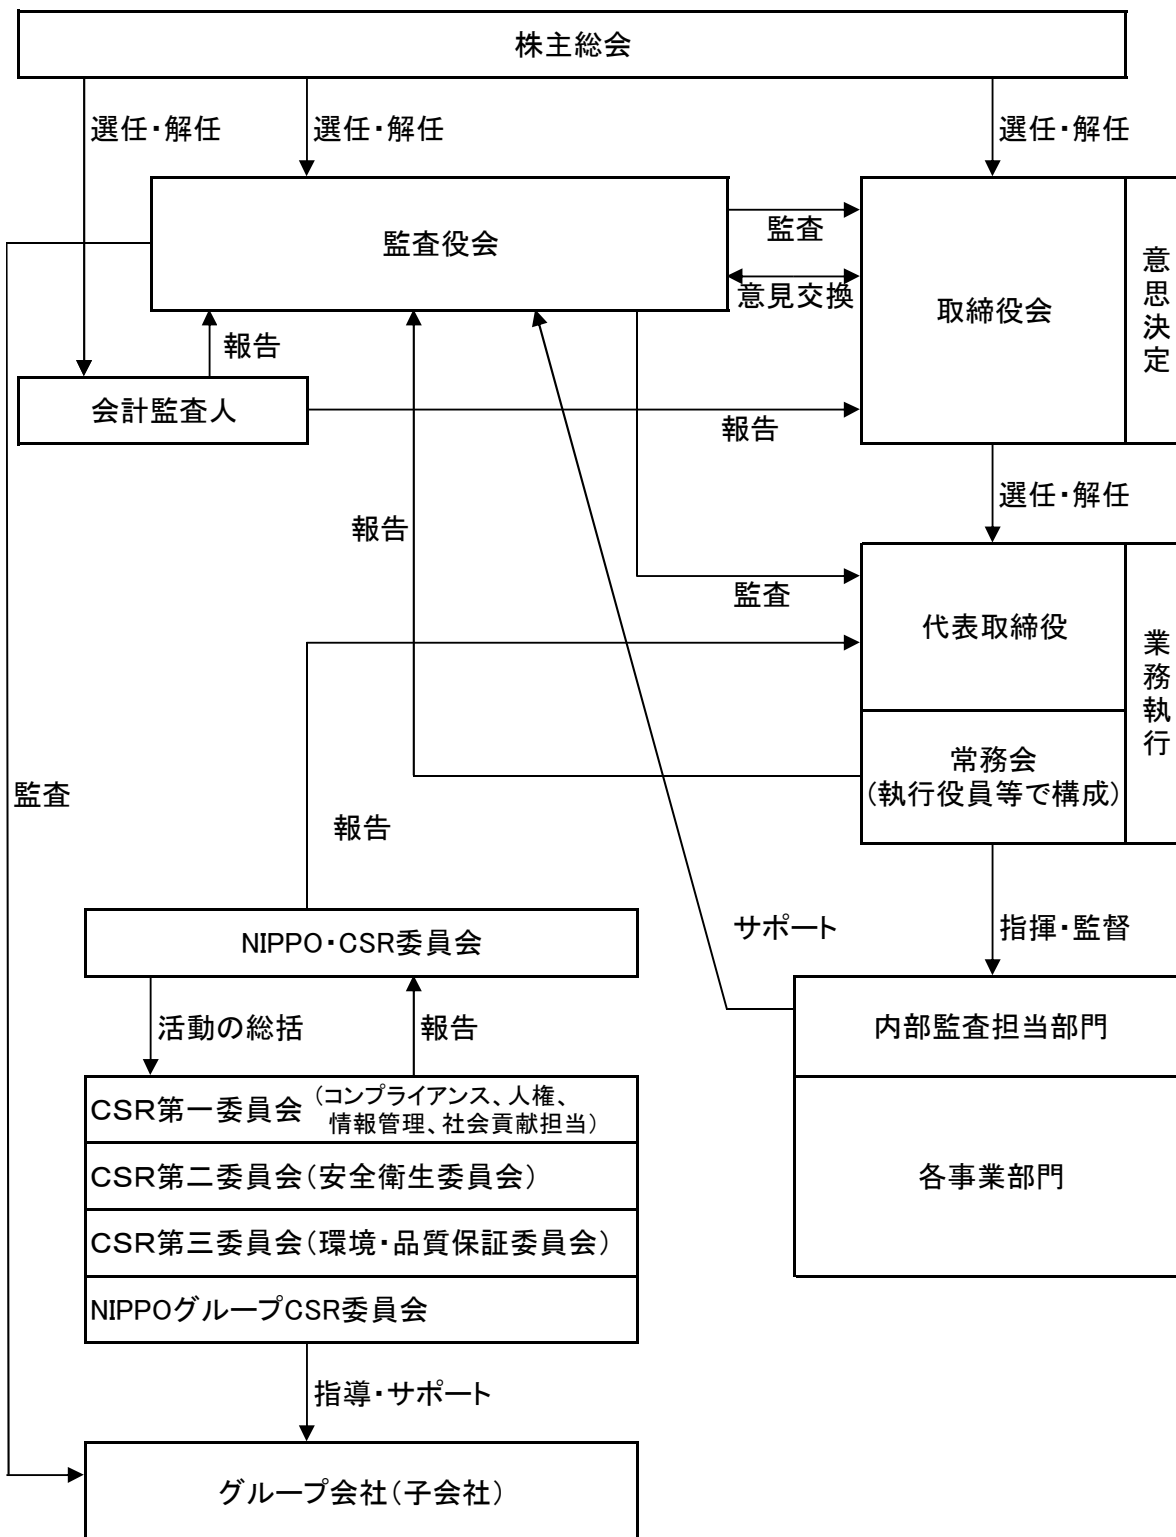 株主総会
選任・解任
選任・解任
選任・解任
監査役会
監査
意見交換
取締役会
意思決定
報告
会計監査人
報告
選任・解任
報告
監査
代表取締役
業務執行
常務会
(執行役員等で構成)
監査
報告
NIPPO・CSR委員会
サポート
指揮・監督
活動の総括
報告
内部監査担当部門
CSR第一委員会(コンプライアンス、人権、
情報管理、社会貢献担当)
CSR第二委員会(安全衛生委員会)
各事業部門
CSR第三委員会(環境・品質保証委員会)
NIPPOグループCSR委員会
指導・サポート
グループ会社(子会社)